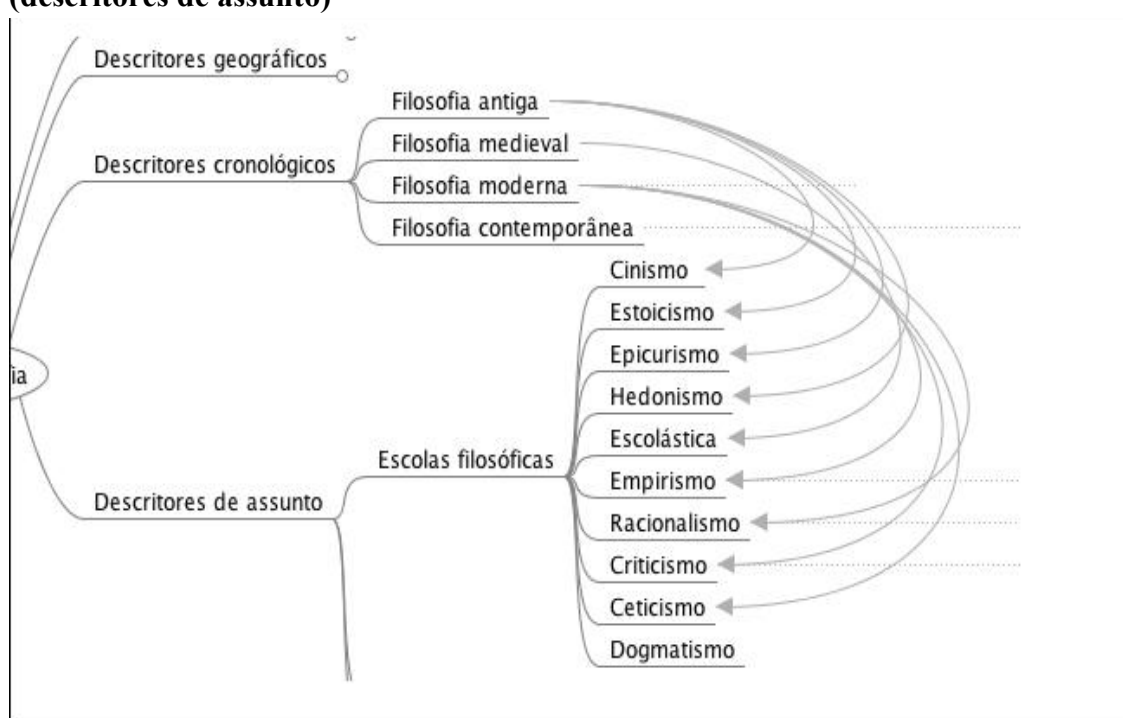 (descritores de assunto)
Descritores geográficos
Filosofia antiga
Filosofia medieval
Descritores cronológicos
Filosofia moderna
Filosofia contemporânea
Cinismo
Estoicismo
Epicurismo
ia
Hedonismo
Escolástica
Escolas filosóficas
Empirismo
Descritores de assunto
Racionalismo
Criticismo
Ceticismo
Dogmatismo